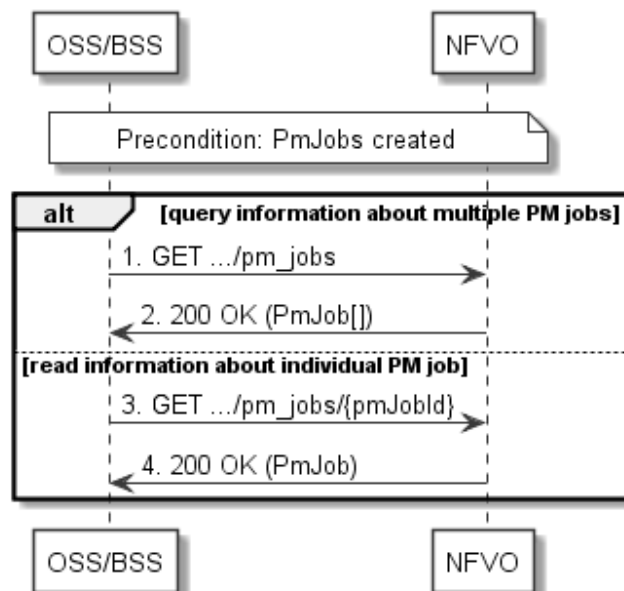 OSS/BSS
NFVO
Precondition: PmJobs created
alt
[query information about multiple PM jobs]
1. GET .../pm_jobs
2. 200 OK (PmJob[])
[read information about individual PM job]
3. GET .../pm_jobs/{pmJobId}
4. 200 OK (PmJob)
OSS/BSS
NFVO